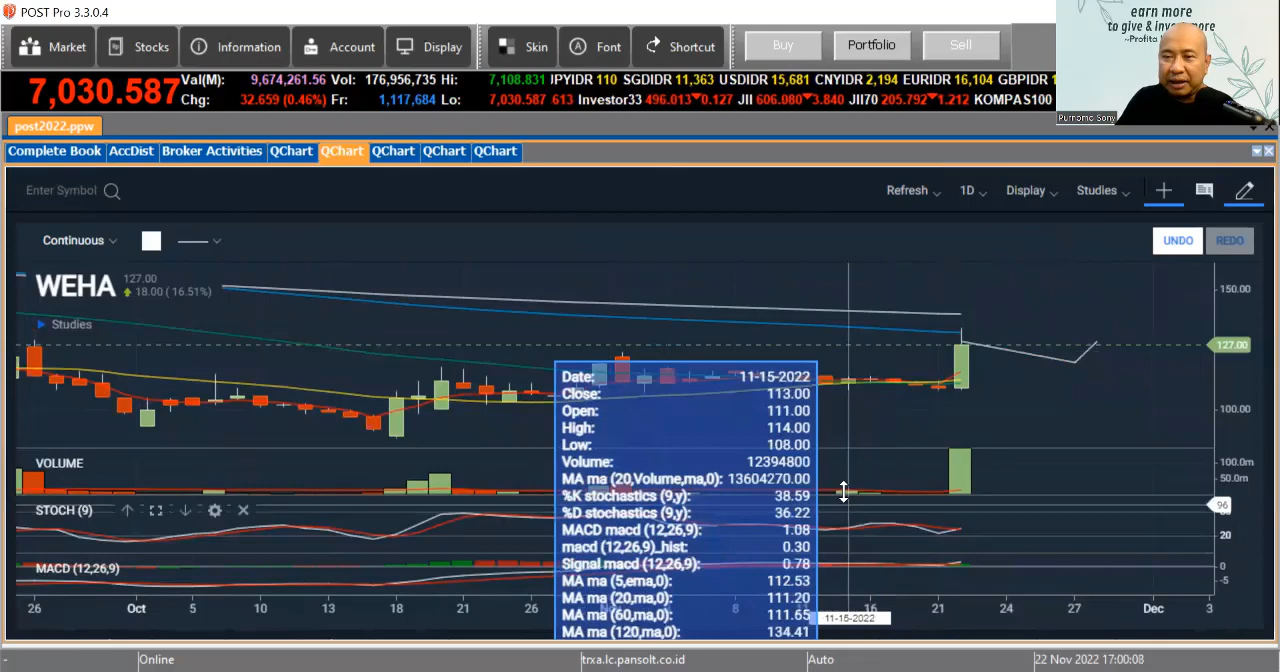 POST Pro 3.3.0.4
earn more
to give & invest more
~Profita
Market Stocks Information Account Display Skin Font Shortcut Buy Portfolio Sell
7,030.587 Val(M): 9,674,261.56 Vol: 176,956,735 Hi: 7,108.831 JPYIDR 110 SGDIDR 11,363 USDIDR 15,681 CNYIDR 2,194 EURIDR 16,104 GBPIDR 1
Chg: 32.659 (0.46%) Fr: 1,117,684 Lo: 7,030.587 613 Investor33 496.013▼0.127 JII 606.080▼3.840 JII70 205.792▼1.212 KOMPAS100
Purnomo Sony
post2022.ppw
Complete Book AccDist Broker Activities QChart QChart QChart QChart QChart
Enter Symbol Refresh 1D Display Studies
Continuous UNDO REDO
WEHA 127.00
18.00 (16.51%)
Studies
150.00
127.00
100.00
VOLUME
100.0m
50.0m
STOCH (9)
96
20
MACD (12,26,9)
0
-5
Date: 11-15-2022
Close: 113.00
Open: 111.00
High: 114.00
Low: 108.00
Volume: 12394800
MA ma (20,Volume,ma,0): 13604270.00
%K stochastics (9,y): 38.59
%D stochastics (9,y): 36.22
MACD macd (12,26,9): 1.08
macd (12,26,9)_hist: 0.30
Signal macd (12,26,9): 0.78
MA ma (5,ema,0): 112.53
MA ma (20,ma,0): 111.20
MA ma (60,ma,0): 111.65
MA ma (120,ma,0): 134.41
26 Oct 5 10 13 18 21 26 8 16 21 24 27 Dec 3
11-15-2022
- Online trxa.lc.pansolt.co.id Auto 22 Nov 2022 17:00:08